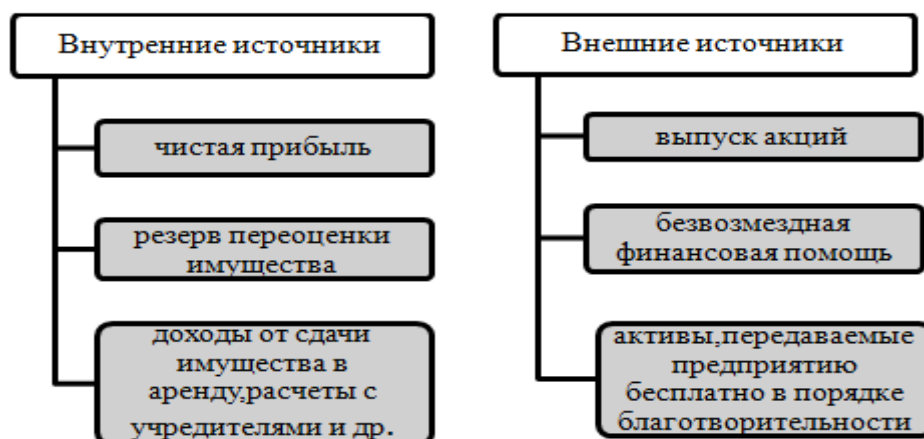 Внутренние источники
чистая прибыль
резерв переоценки
имущества
доходы от сдачи
имущества в
аренду,расчеты с
учредителями и др.
Внешние источники
выпуск акций
безвозмездная
финансовая помощь
активы,передаваемые
предприятию
бесплатно в порядке
благотворительности